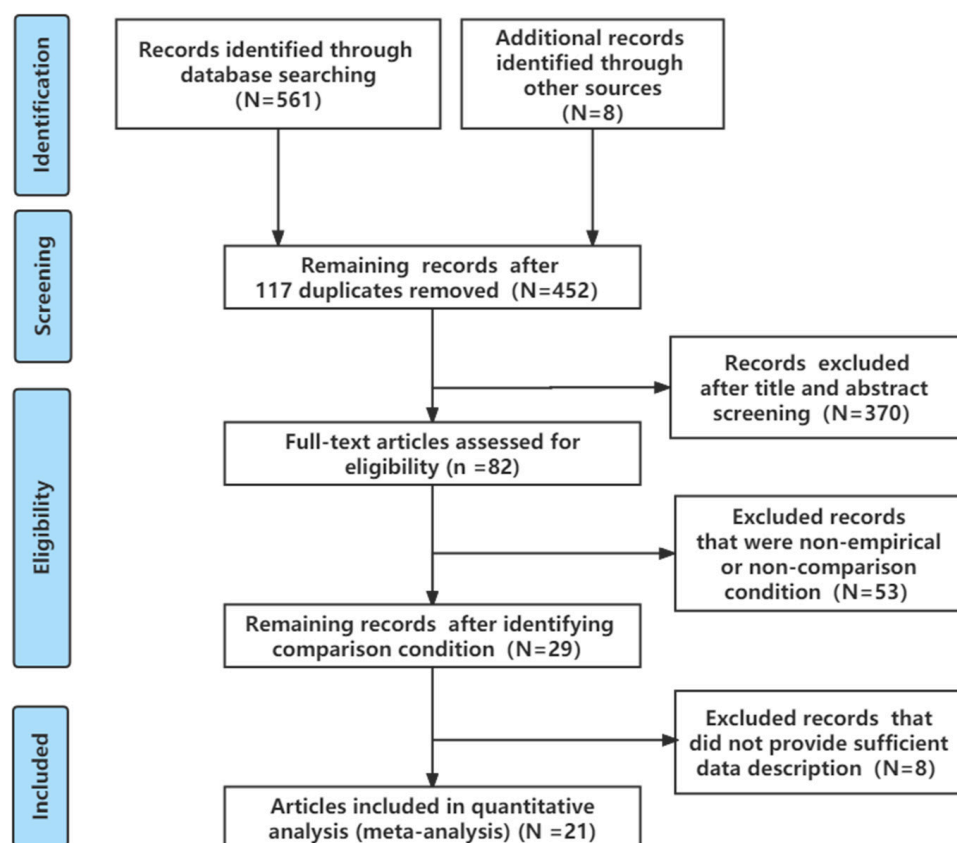 Identification
Records identified through
database searching
(N=561)
Additional records
identified through
other sources
(N=8)
Screening
Remaining records after
117 duplicates removed (N=452)
Records excluded
after title and abstract
screening (N=370)
Eligibility
Full-text articles assessed for
eligibility (n =82)
Excluded records
that were non-empirical
or non-comparison
condition (N=53)
Remaining records after identifying
comparison condition (N=29)
Included
Excluded records that
did not provide sufficient
data description (N=8)
Articles included in quantitative
analysis (meta-analysis) (N =21)